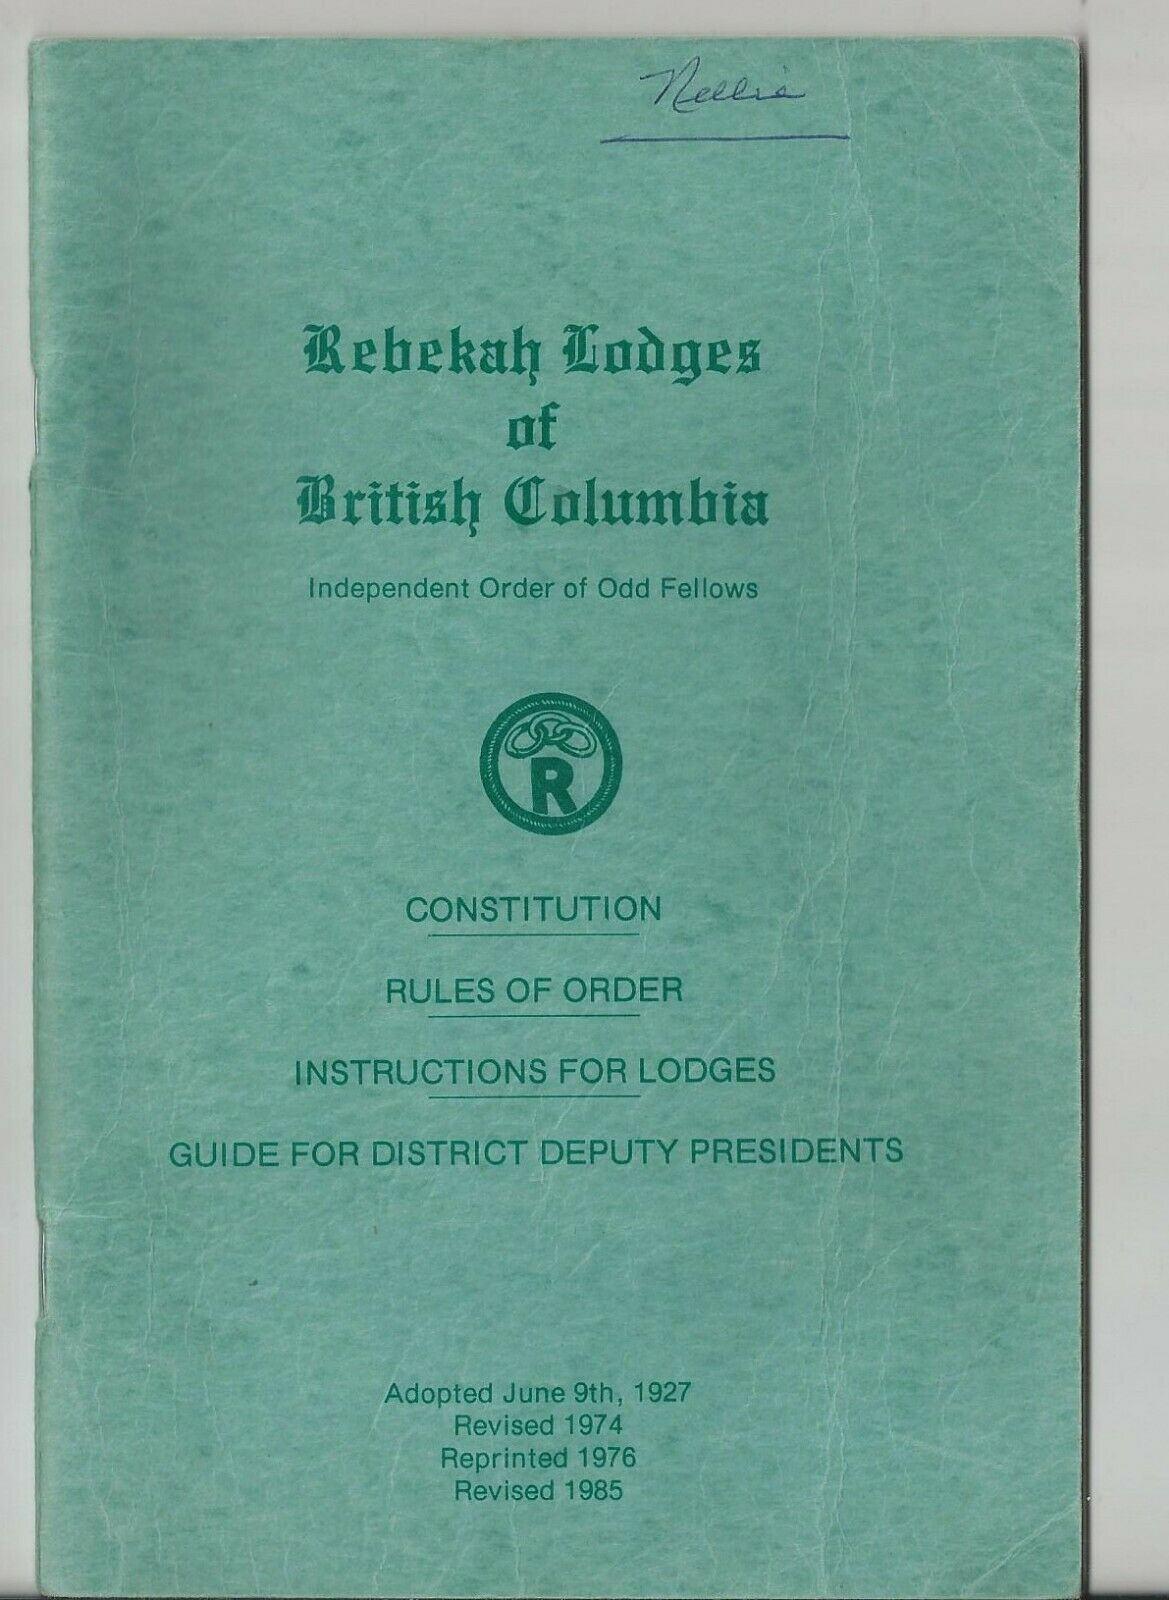 Nellie
Rebekah Lodges
of
British Columbia
Independent Order of Odd Fellows
R
CONSTITUTION
RULES OF ORDER
INSTRUCTIONS FOR LODGES
GUIDE FOR DISTRICT DEPUTY PRESIDENTS
Adopted June 9th, 1927
Revised 1974
Reprinted 1976
Revised 1985